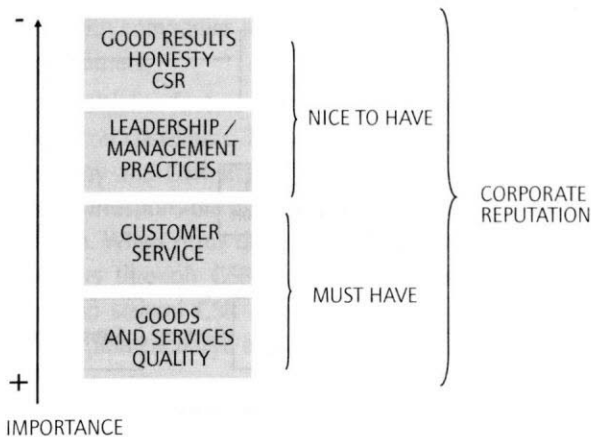 -
GOOD RESULTS
HONESTY
CSR
LEADERSHIP /
MANAGEMENT
PRACTICES
NICE TO HAVE
CUSTOMER
SERVICE
GOODS
AND SERVICES
QUALITY
MUST HAVE
CORPORATE
REPUTATION
+
IMPORTANCE